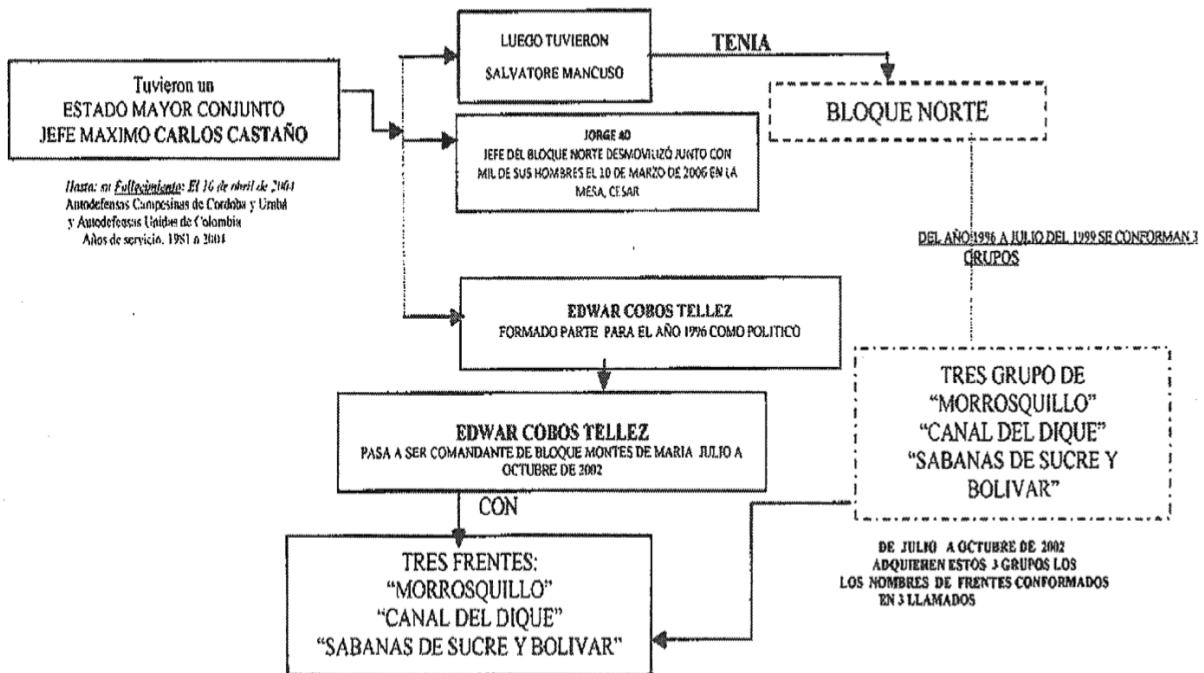 Tuvieron un
ESTADO MAYOR CONJUNTO
JEFE MAXIMO CARLOS CASTAÑO
Hasta: su Fallecimiento: El 16 de abril de 2004
Autodefensas Campesinas de Cordoba y Urabá
y Autodefensas Unidas de Colombia
Años de servicio. 1981 a 2004
LUEGO TUVIERON
SALVATORE MANCUSO
TENIA
BLOQUE NORTE
JORGE 40
JEFE DEL BLOQUE NORTE DESMOVILIZÓ JUNTO CON
MIL DE SUS HOMBRES EL 10 DE MARZO DE 2006 EN LA
MESA, CESAR
DEL AÑO 1996 A JULIO DEL 1999 SE CONFORMAN 3
GRUPOS
EDWAR COBOS TELLEZ
FORMADO PARTE PARA EL AÑO 1996 COMO POLITICO
EDWAR COBOS TELLEZ
PASA A SER COMANDANTE DE BLOQUE MONTES DE MARIA JULIO A
OCTUBRE DE 2002
CON
TRES GRUPO DE
“MORROSQUILLO”
“CANAL DEL DIQUE”
“SABANAS DE SUCRE Y
BOLIVAR”
DE JULIO A OCTUBRE DE 2002
ADQUIEREN ESTOS 3 GRUPOS LOS
LOS NOMBRES DE FRENTES CONFORMADOS
EN 3 LLAMADOS
TRES FRENTES:
“MORROSQUILLO”
“CANAL DEL DIQUE”
“SABANAS DE SUCRE Y BOLIVAR”